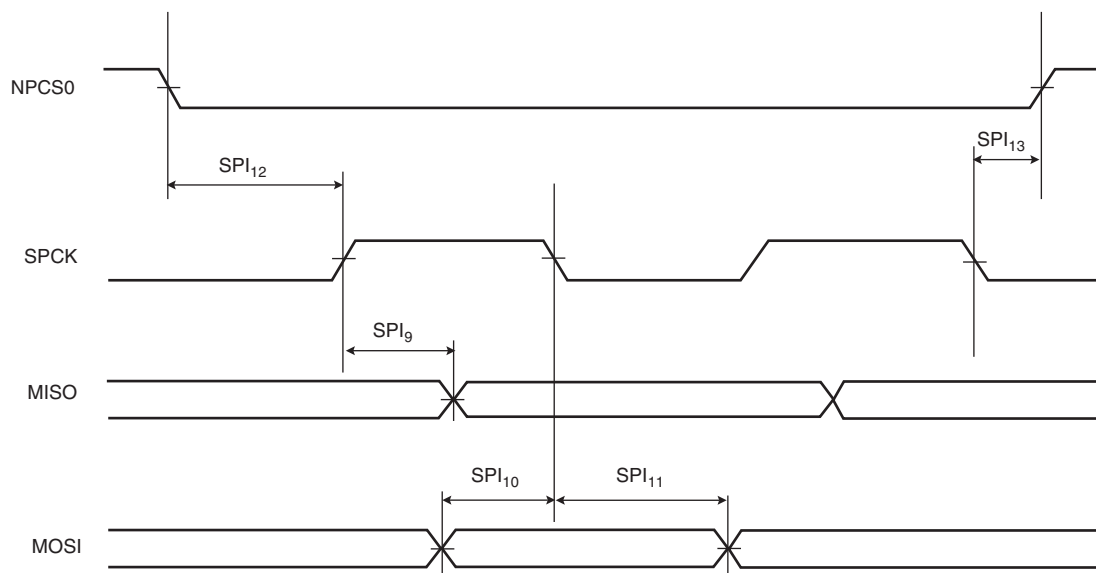 NPCS0
SPI₁₂
SPI₁₃
SPCK
SPI₉
MISO
SPI₁₀
SPI₁₁
MOSI